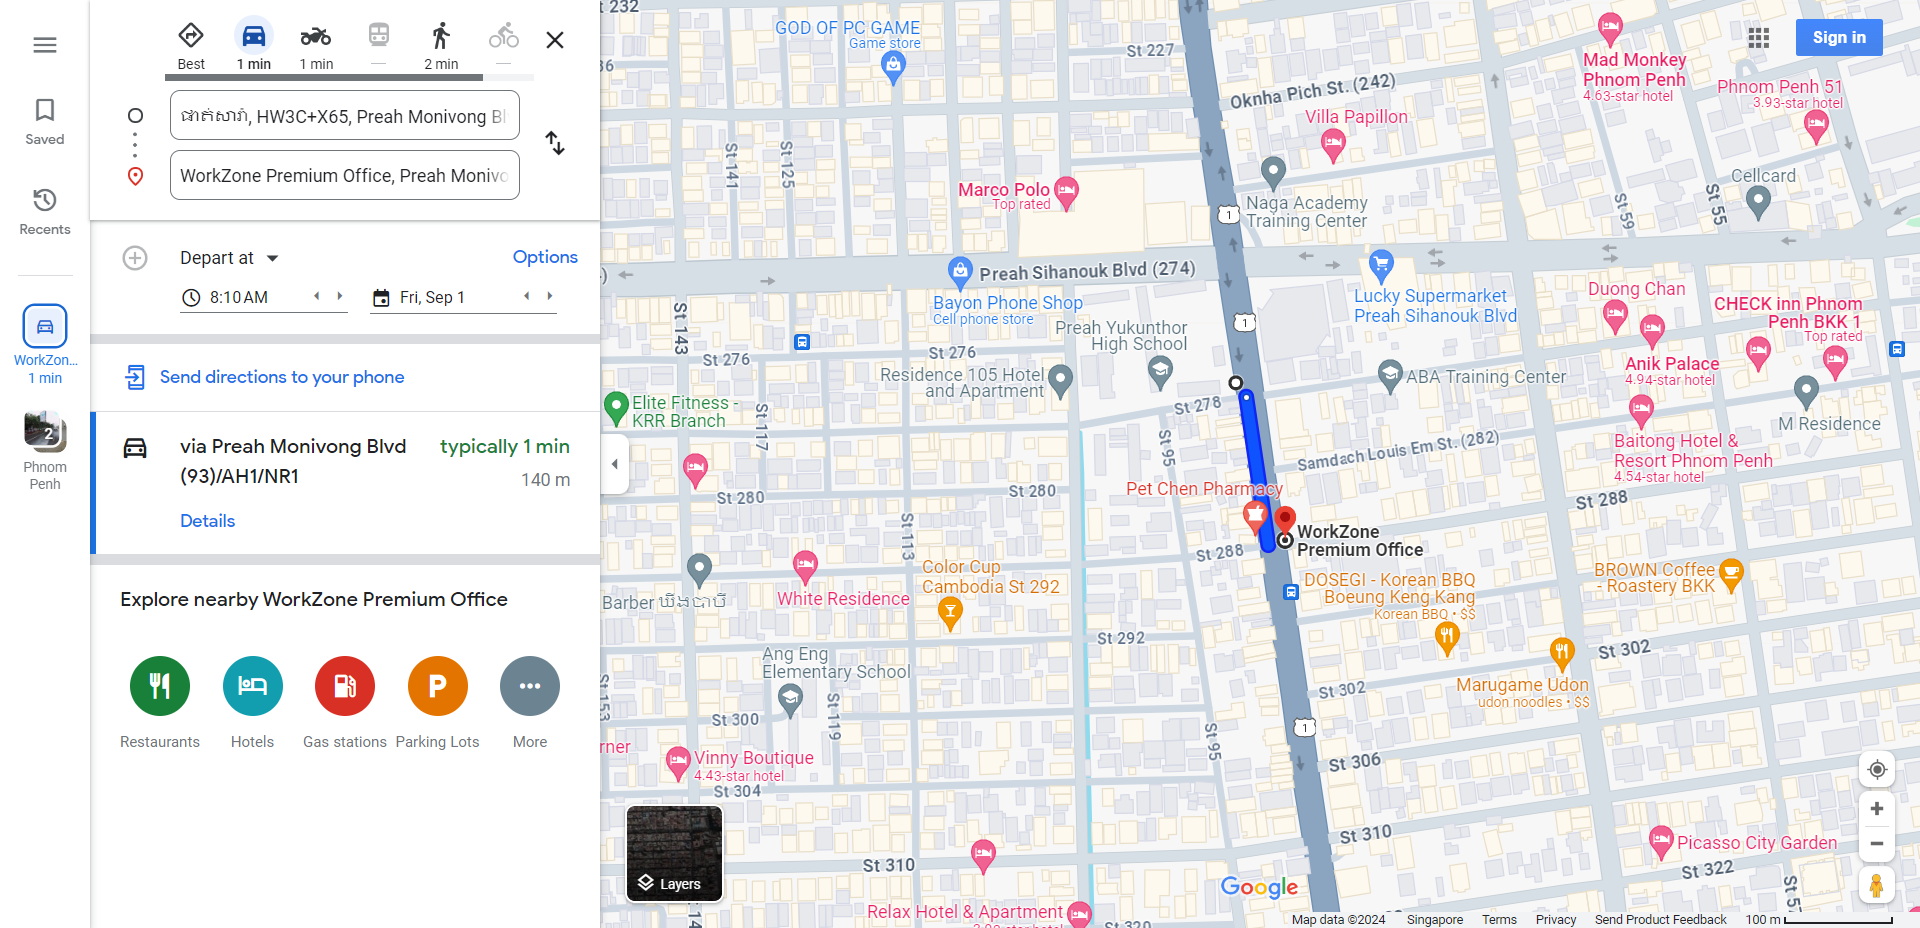 Best
1 min
1 min
—
2 min
—
ផាត់សារ៉ា, HW3C+X65, Preah Monivong Bl
WorkZone Premium Office, Preah Monivo
Saved
Recents
WorkZon...
1 min
2
Phnom
Penh
Depart at
Options
8:10 AM
Fri, Sep 1
Send directions to your phone
via Preah Monivong Blvd
(93)/AH1/NR1
typically 1 min
140 m
Details
Explore nearby WorkZone Premium Office
Restaurants
Hotels
Gas stations
P
Parking Lots
More
Layers
St 232
GOD OF PC GAME
Game store
St 227
Oknha Pich St. (242)
Mad Monkey
Phnom Penh
4.63-star hotel
Sign in
Phnom Penh 51
3.93-star hotel
Villa Papillon
St 141
St 125
Marco Polo
Top rated
Naga Academy
Training Center
1
St 59
St 55
Cellcard
Preah Sihanouk Blvd (274)
Bayon Phone Shop
Cell phone store
Lucky Supermarket
Preah Sihanouk Blvd
Duong Chan
CHECK inn Phnom
Penh BKK 1
Top rated
St 143
Preah Yukunthor
High School
1
St 276
St 276
Residence 105 Hotel
and Apartment
ABA Training Center
Anik Palace
4.94-star hotel
Elite Fitness -
KRR Branch
St 117
St 278
St 95
Samdach Louis Em St. (282)
M Residence
Baitong Hotel &
Resort Phnom Penh
4.54-star hotel
St 280
St 280
Pet Chen Pharmacy
St 288
St 113
WorkZone
Premium Office
St 288
Color Cup
Cambodia St 292
DOSEGI - Korean BBQ
Boeung Keng Kang
Korean BBQ • $$
BROWN Coffee
- Roastery BKK
Barber ឃីងបាប៊ី
White Residence
St 292
St 302
Ang Eng
Elementary School
St 153
St 119
St 300
St 302
Marugame Udon
udon noodles • $$
St 95
1
Vinny Boutique
4.43-star hotel
St 304
St 306
St 310
St 310
Picasso City Garden
St 322
St 57
Google
Relax Hotel & Apartment
St 320
Map data ©2024
Singapore
Terms
Privacy
Send Product Feedback
100 m